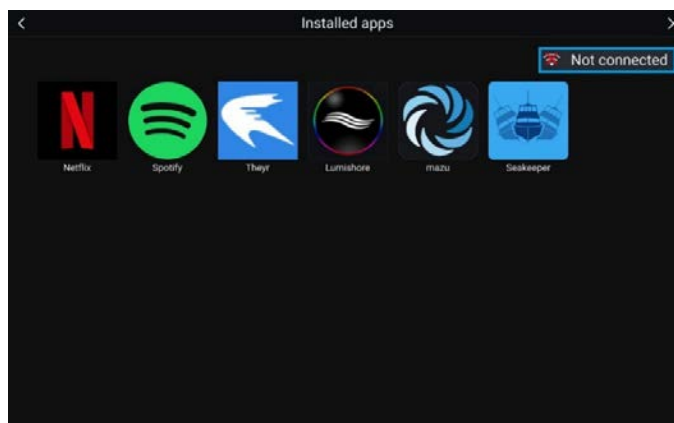 Installed apps
Not connected
N
Netflix
Spotify
Theyr
Lumishore
mazu
Seakeeper